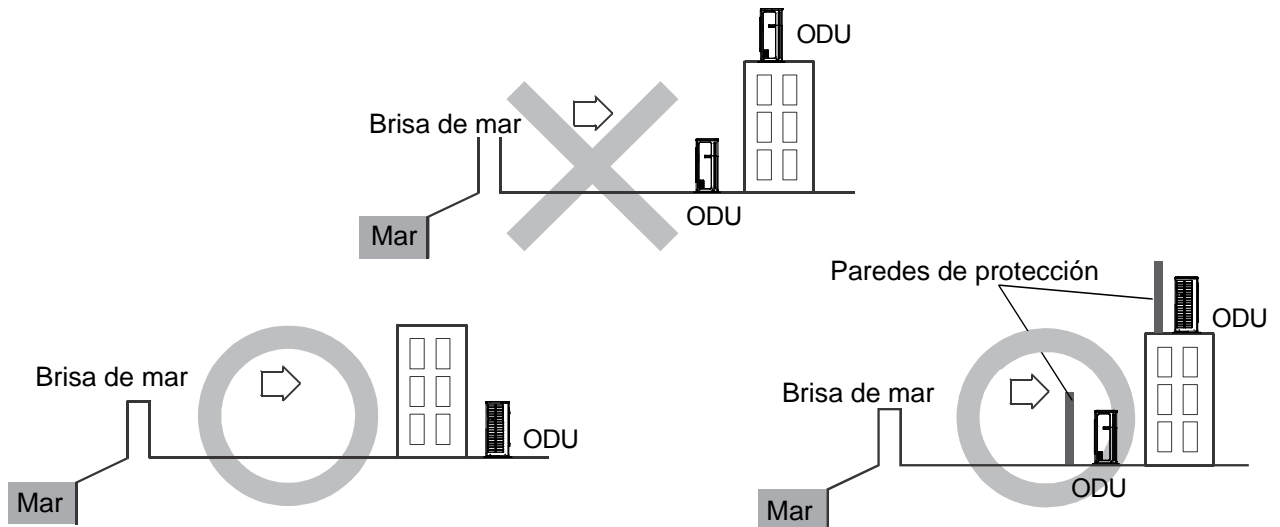 ODU
Brisa de mar
ODU
Mar
Paredes de protección
ODU
Brisa de mar
ODU
Mar
Brisa de mar
ODU
Mar